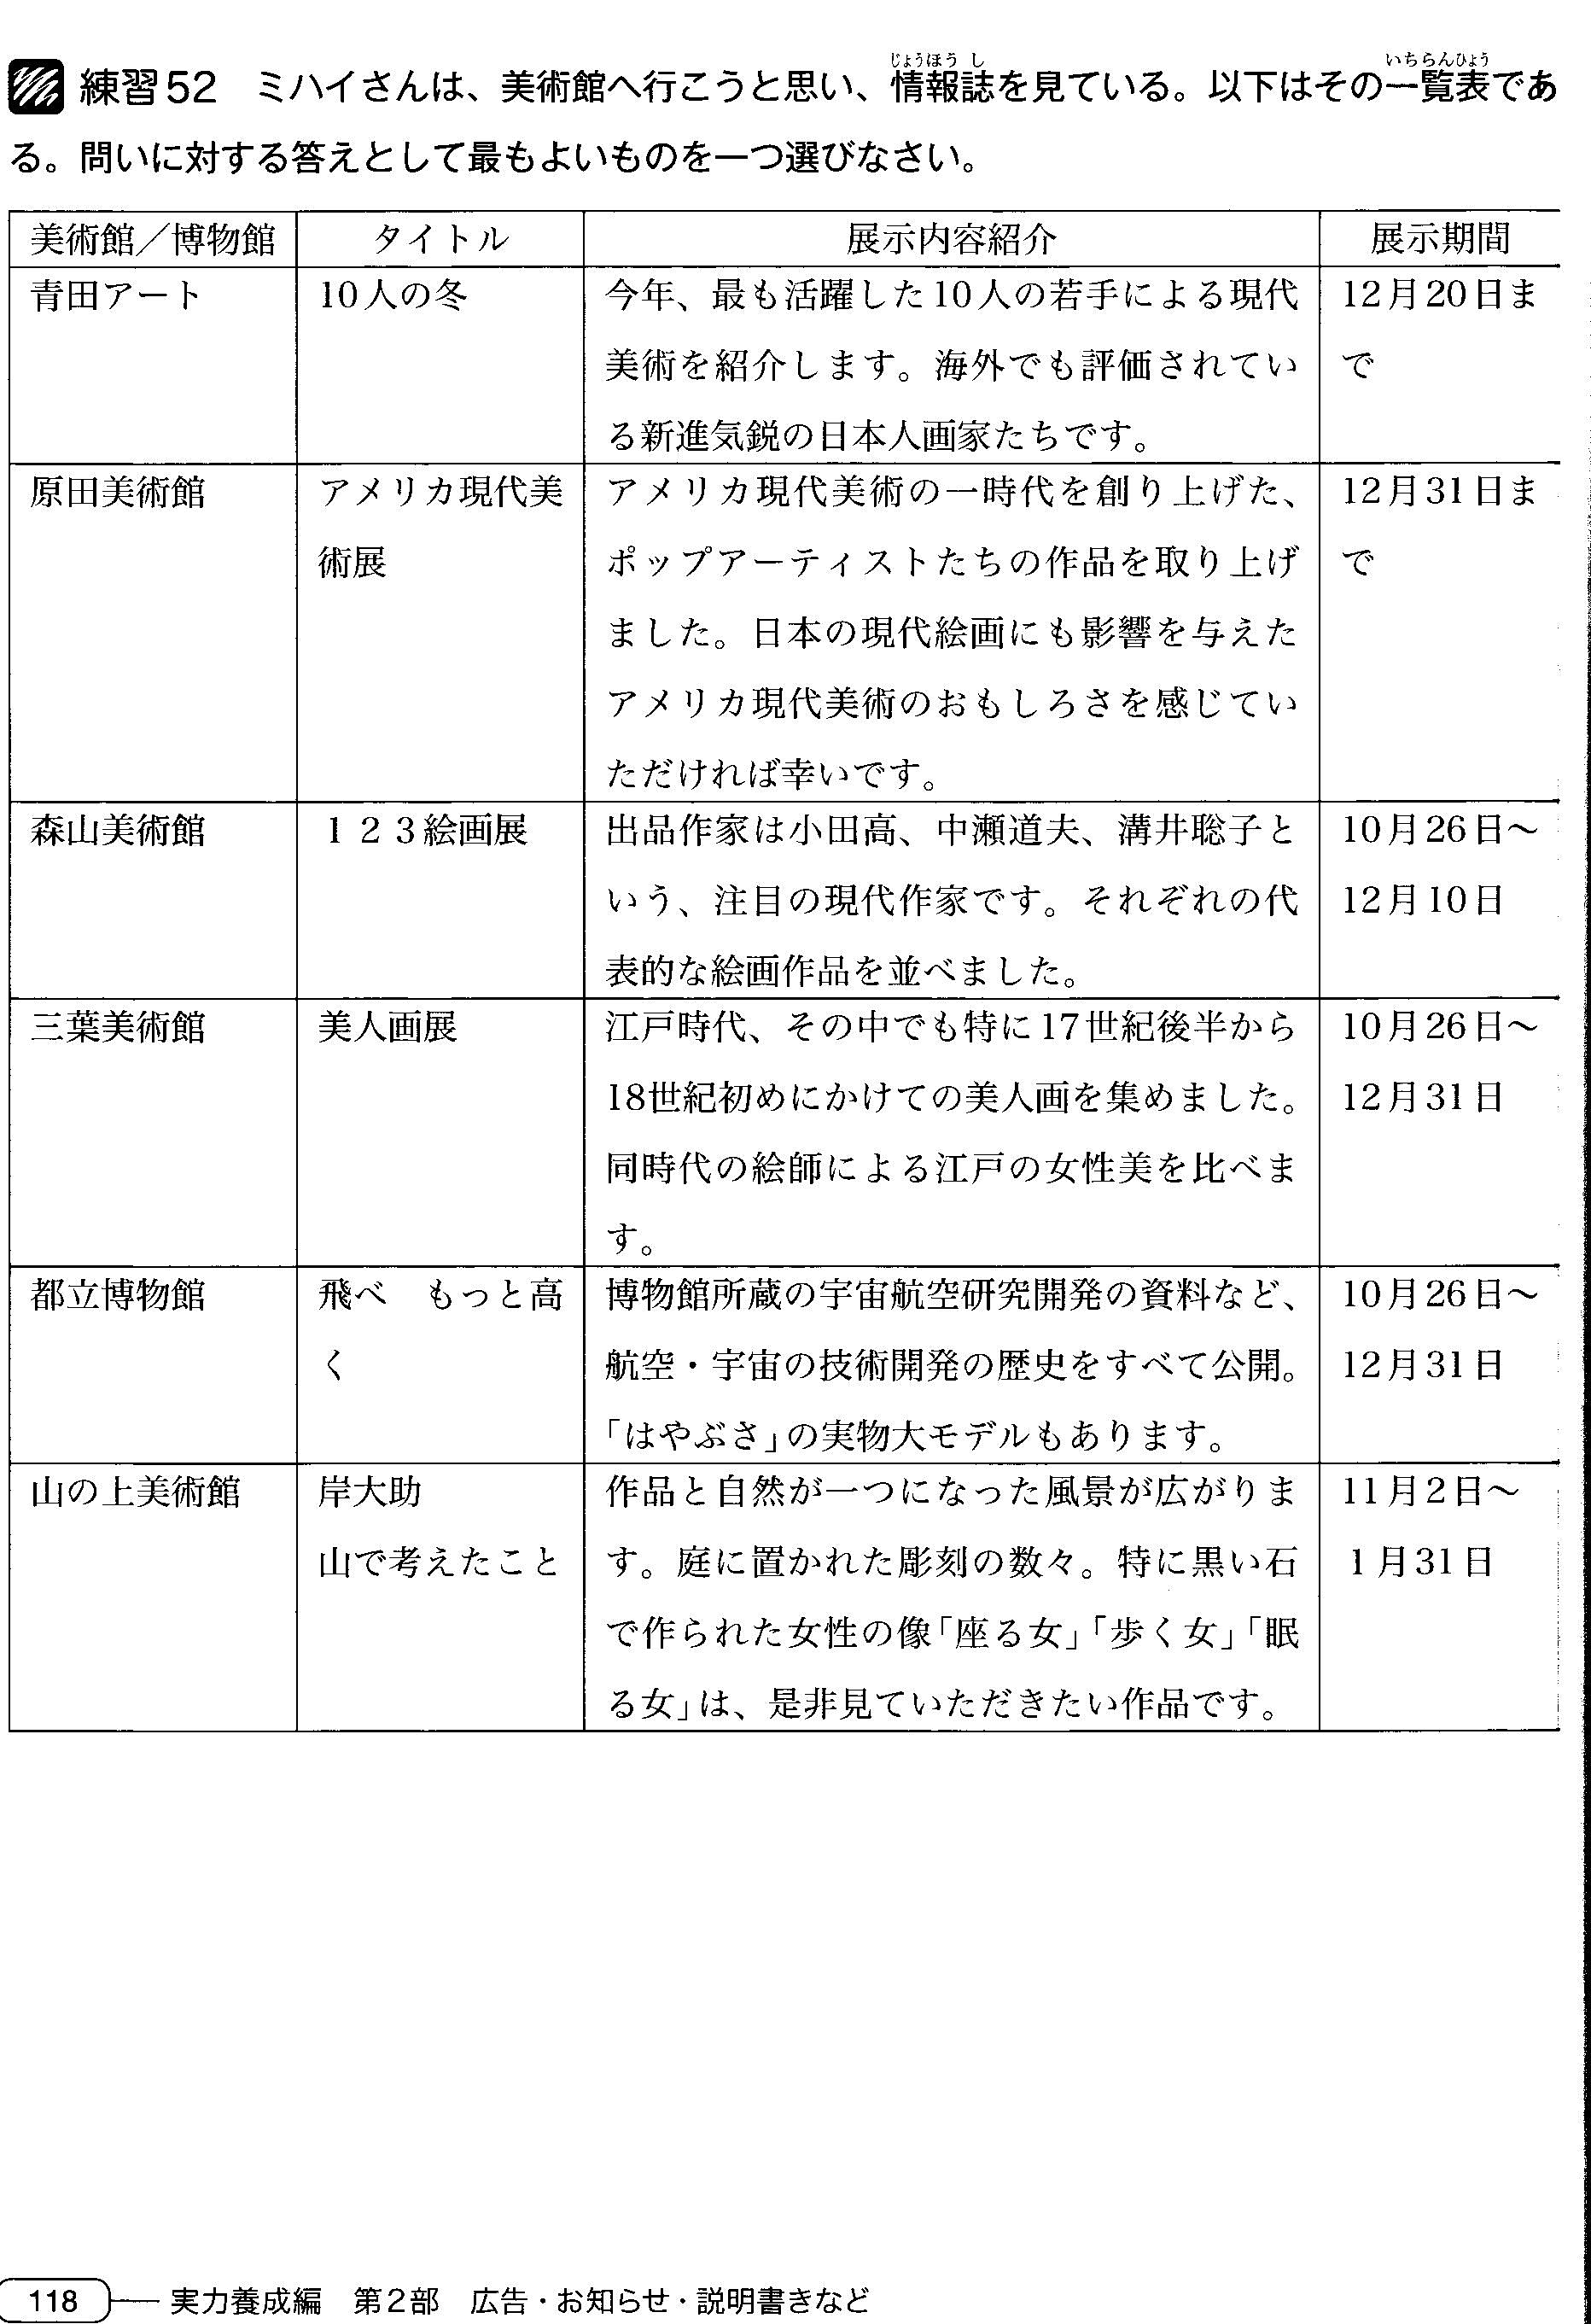 練習52　ミハイさんは、美術館へ行こうと思い、情報誌を見ている。以下はその一覧表であ
る。問いに対する答えとして最もよいものを一つ選びなさい。
じょうほう し
いちらんひょう
美術館／博物館　タイトル　展示内容紹介　展示期間
青田アート　10人の冬　今年、最も活躍した10人の若手による現代　12月20日ま
美術を紹介します。海外でも評価されてい　で
る新進気鋭の日本人画家たちです。
原田美術館　アメリカ現代美　アメリカ現代美術の一時代を創り上げた、　12月31日ま
術展　ポップアーティストたちの作品を取り上げ　で
ました。日本の現代絵画にも影響を与えた
アメリカ現代美術のおもしろさを感じてい
ただければ幸いです。
森山美術館　１２３絵画展　出品作家は小田高、中瀬道夫、溝井聡子と　10月26日～
いう、注目の現代作家です。それぞれの代　12月10日
表的な絵画作品を並べました。
三葉美術館　美人画展　江戸時代、その中でも特に17世紀後半から　10月26日～
18世紀初めにかけての美人画を集めました。　12月31日
同時代の絵師による江戸の女性美を比べま
す。
都立博物館　飛べ　もっと高　博物館所蔵の宇宙航空研究開発の資料など、　10月26日～
く　航空・宇宙の技術開発の歴史をすべて公開。　12月31日
「はやぶさ」の実物大モデルもあります。
山の上美術館　岸大助　作品と自然が一つになった風景が広がりま　11月2日～
山で考えたこと　す。庭に置かれた彫刻の数々。特に黒い石　1月31日
で作られた女性の像「座る女」「歩く女」「眠
る女」は、是非見ていただきたい作品です。
118　実力養成編　第2部　広告・お知らせ・説明書きなど